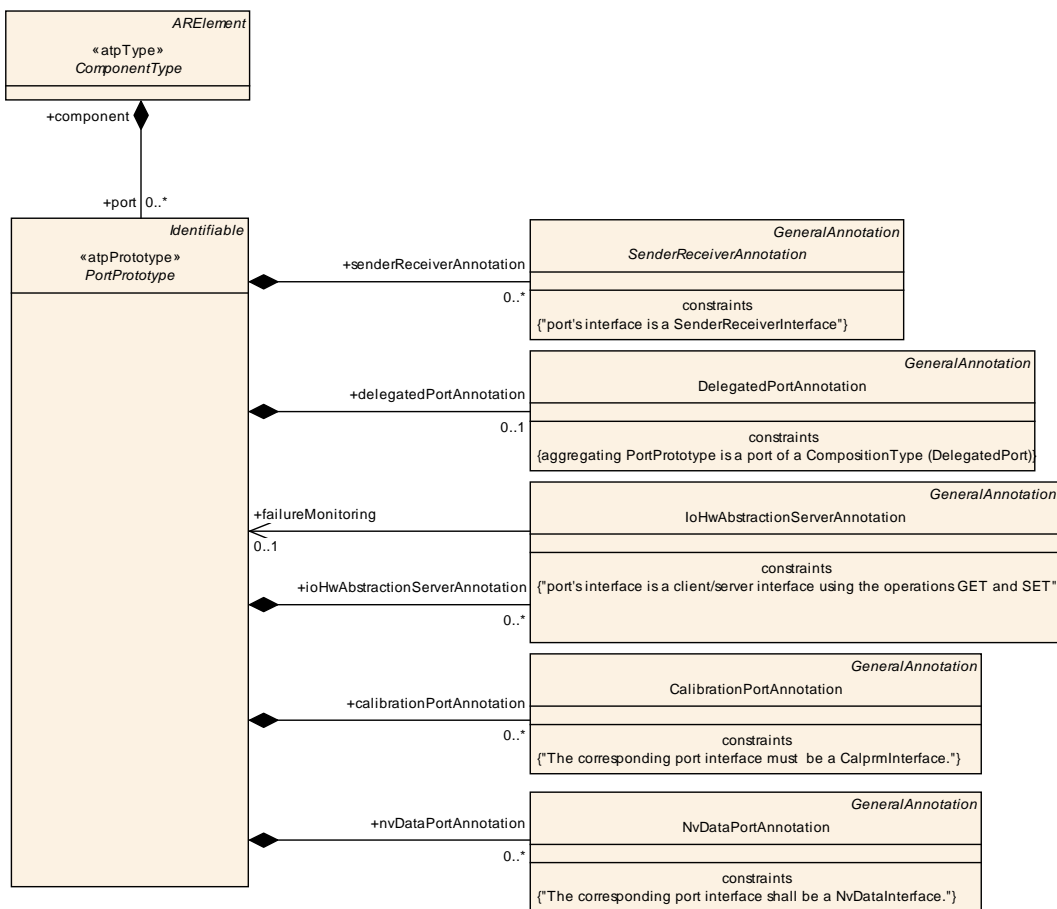 ARElement
«atpType»
ComponentType
+component
+port 0..*
Identifiable
«atpPrototype»
PortPrototype
GeneralAnnotation
SenderReceiverAnnotation
+senderReceiverAnnotation
0..*
constraints
{"port's interface is a SenderReceiverInterface"}
GeneralAnnotation
DelegatedPortAnnotation
+delegatedPortAnnotation
0..1
constraints
{aggregating PortPrototype is a port of a CompositionType (DelegatedPort)}
GeneralAnnotation
IoHwAbstractionServerAnnotation
+failureMonitoring
0..1
constraints
{"port's interface is a client/server interface using the operations GET and SET"
+ioHwAbstractionServerAnnotation
0..*
GeneralAnnotation
CalibrationPortAnnotation
+calibrationPortAnnotation
0..*
constraints
{"The corresponding port interface must be a CalprmInterface."}
GeneralAnnotation
NvDataPortAnnotation
+nvDataPortAnnotation
0..*
constraints
{"The corresponding port interface shall be a NvDataInterface."}